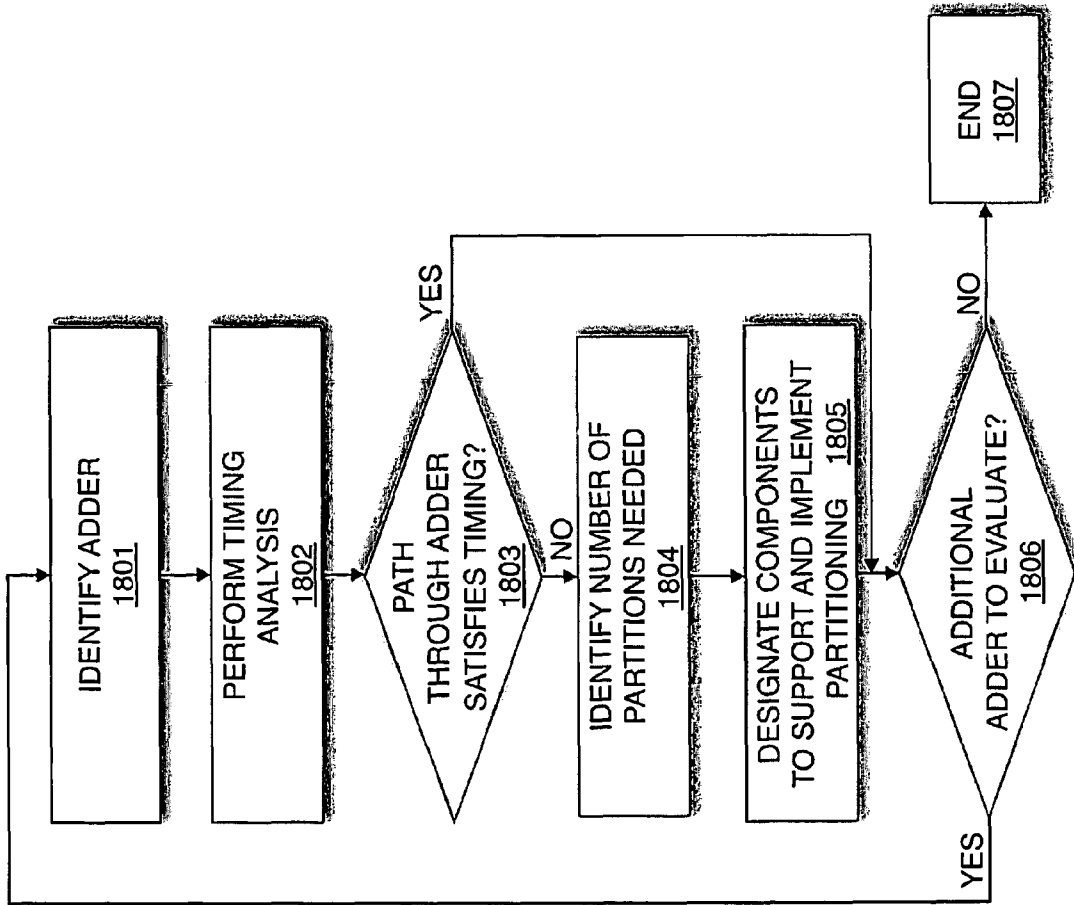 IDENTIFY ADDER
1801
PERFORM TIMING
ANALYSIS
1802
PATH
THROUGH ADDER
SATISFIES TIMING?
1803
YES
NO
IDENTIFY NUMBER OF
PARTITIONS NEEDED
1804
DESIGNATE COMPONENTS
TO SUPPORT AND IMPLEMENT
PARTITIONING 1805
ADDITIONAL
ADDER TO EVALUATE?
1806
YES
NO
END
1807